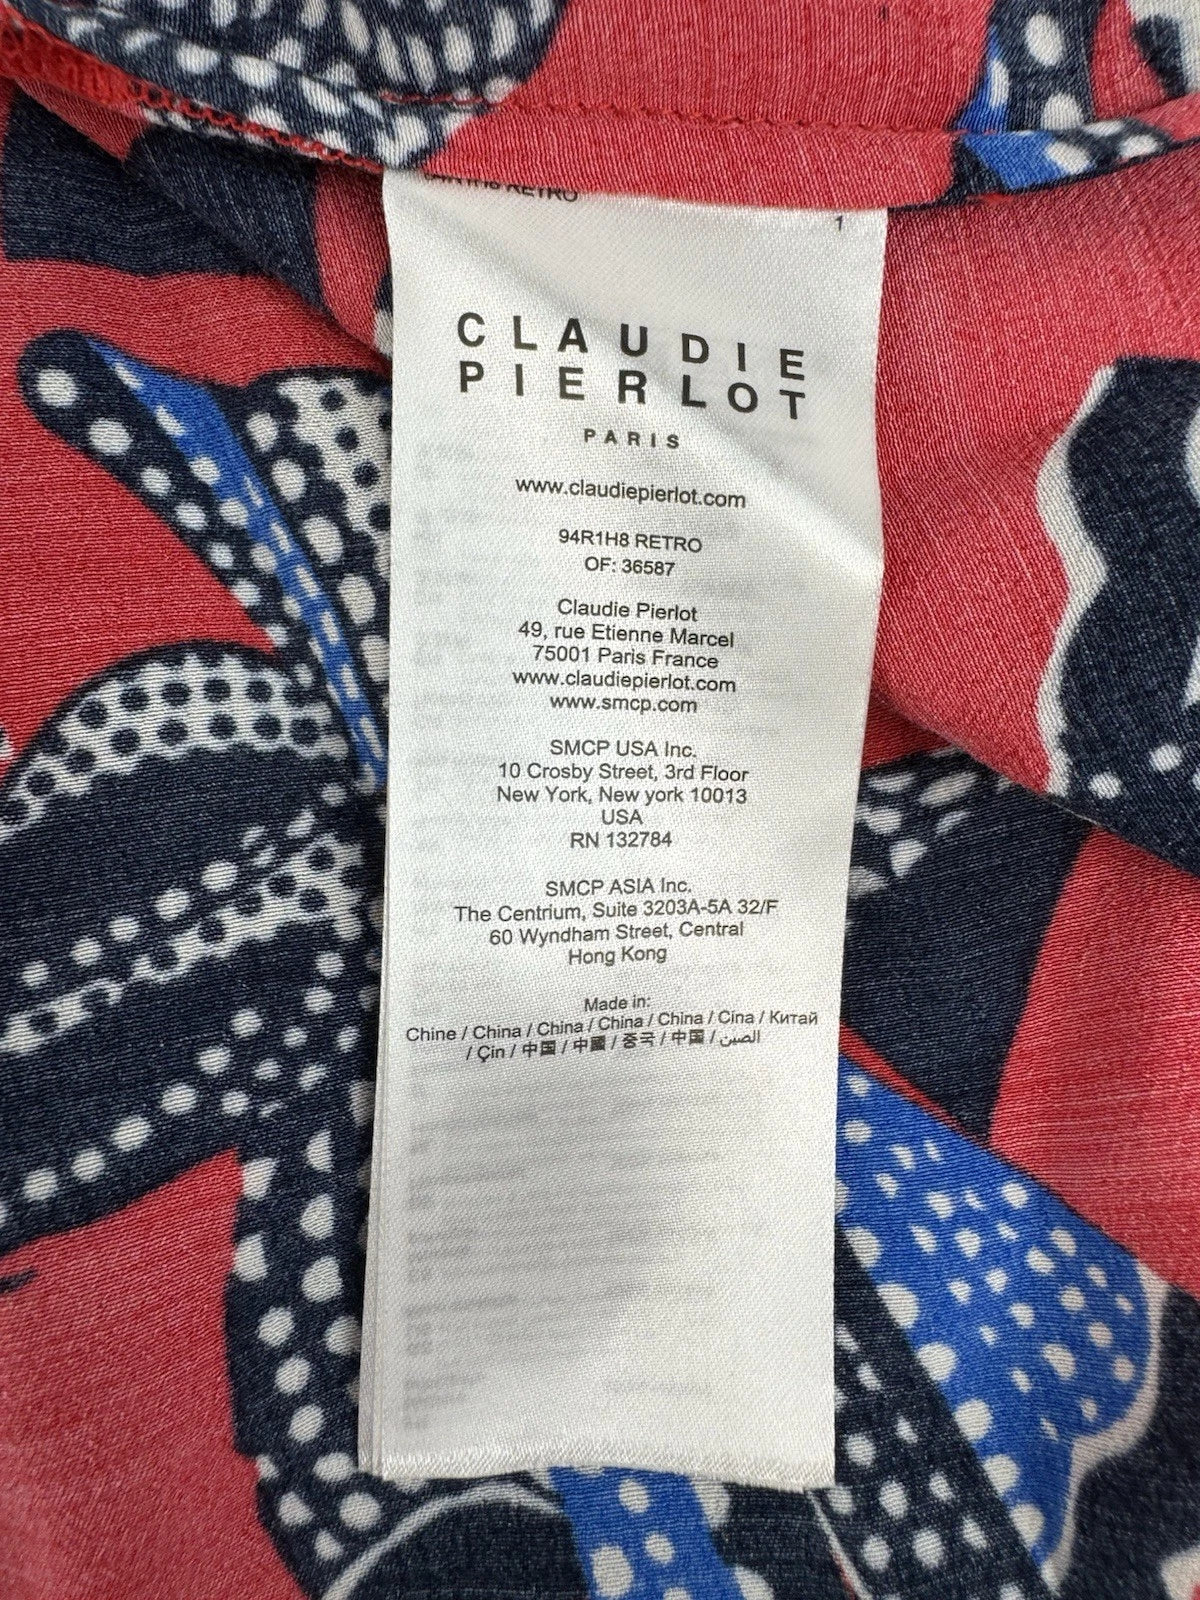 RETRO
1
CLAUDIE
PIERLOT
PARIS
www.claudiepierlot.com
94R1H8 RETRO
OF: 36587
Claudie Pierlot
49, rue Etienne Marcel
75001 Paris France
www.claudiepierlot.com
www.smcp.com
SMCP USA Inc.
10 Crosby Street, 3rd Floor
New York, New york 10013
USA
RN 132784
SMCP ASIA Inc.
The Centrium, Suite 3203A-5A 32/F
60 Wyndham Street, Central
Hong Kong
Made in:
Chine / China / China / China / China / Cina / Китай
/ Çin / 中国 / 中國 / 중국 / 中国 / الصين